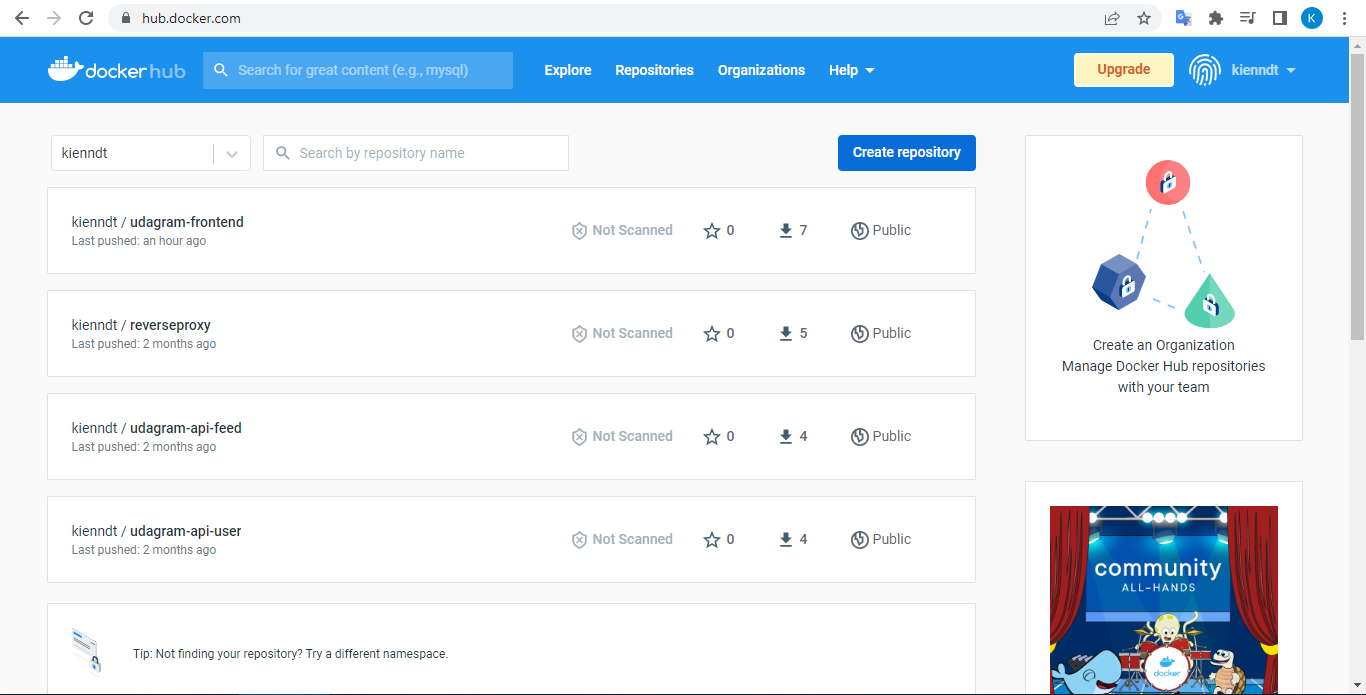 hub.docker.com
K
docker hub
Search for great content (e.g., mysql)
Explore
Repositories
Organizations
Help
Upgrade
kienndt
kienndt
Search by repository name
Create repository
kienndt / udagram-frontend
Last pushed: an hour ago
Not Scanned
0
7
Public
kienndt / reverseproxy
Last pushed: 2 months ago
Not Scanned
0
5
Public
kienndt / udagram-api-feed
Last pushed: 2 months ago
Not Scanned
0
4
Public
kienndt / udagram-api-user
Last pushed: 2 months ago
Not Scanned
0
4
Public
Tip: Not finding your repository? Try a different namespace.
Create an Organization
Manage Docker Hub repositories
with your team
community
ALL-HANDS
docker